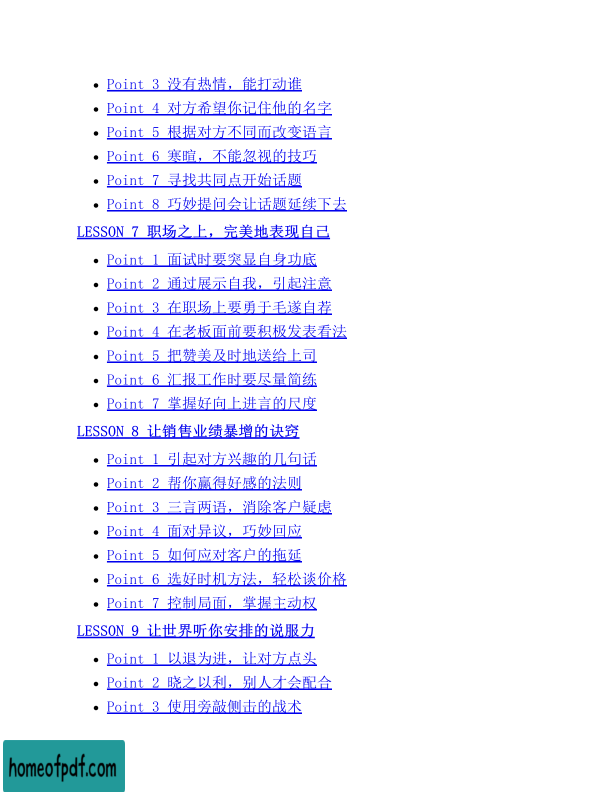 Point 3 没有热情，能打动谁
Point 4 对方希望你记住他的名字
Point 5 根据对方不同而改变语言
Point 6 寒暄，不能忽视的技巧
Point 7 寻找共同点开始话题
Point 8 巧妙提问会让话题延续下去
LESSON 7 职场之上，完美地表现自己
Point 1 面试时要突显自身功底
Point 2 通过展示自我，引起注意
Point 3 在职场上要勇于毛遂自荐
Point 4 在老板面前要积极发表看法
Point 5 把赞美及时地送给上司
Point 6 汇报工作时要尽量简练
Point 7 掌握好向上进言的尺度
LESSON 8 让销售业绩暴增的诀窍
Point 1 引起对方兴趣的几句话
Point 2 帮你赢得好感的法则
Point 3 三言两语，消除客户疑虑
Point 4 面对异议，巧妙回应
Point 5 如何应对客户的拖延
Point 6 选好时机方法，轻松谈价格
Point 7 控制局面，掌握主动权
LESSON 9 让世界听你安排的说服力
Point 1 以退为进，让对方点头
Point 2 晓之以利，别人才会配合
Point 3 使用旁敲侧击的战术
homeofpdf.com